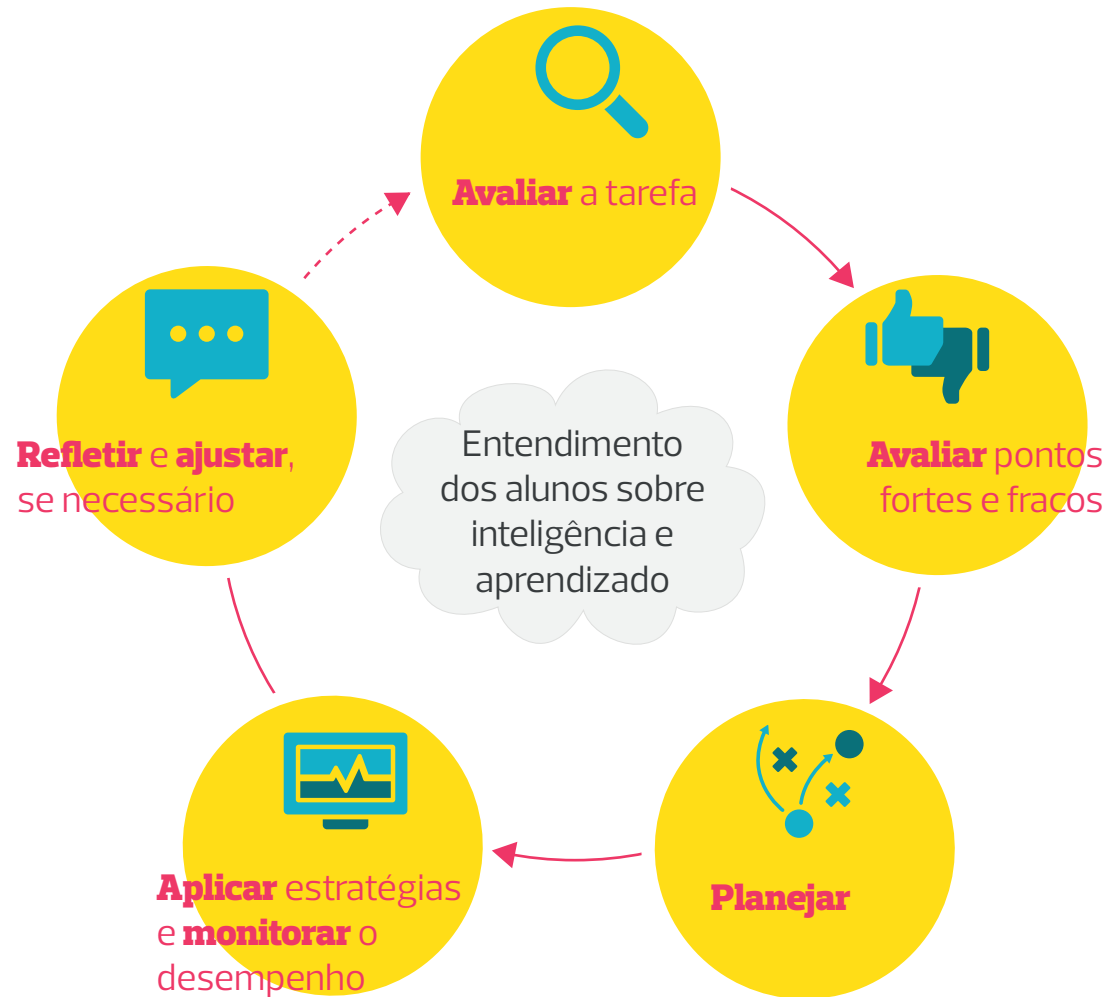 Avaliar a tarefa
Avaliar pontos
fortes e fracos
Planejar
Aplicar estratégias
e monitorar o
desempenho
Refletir e ajustar,
se necessário
Entendimento
dos alunos sobre
inteligência e
aprendizado